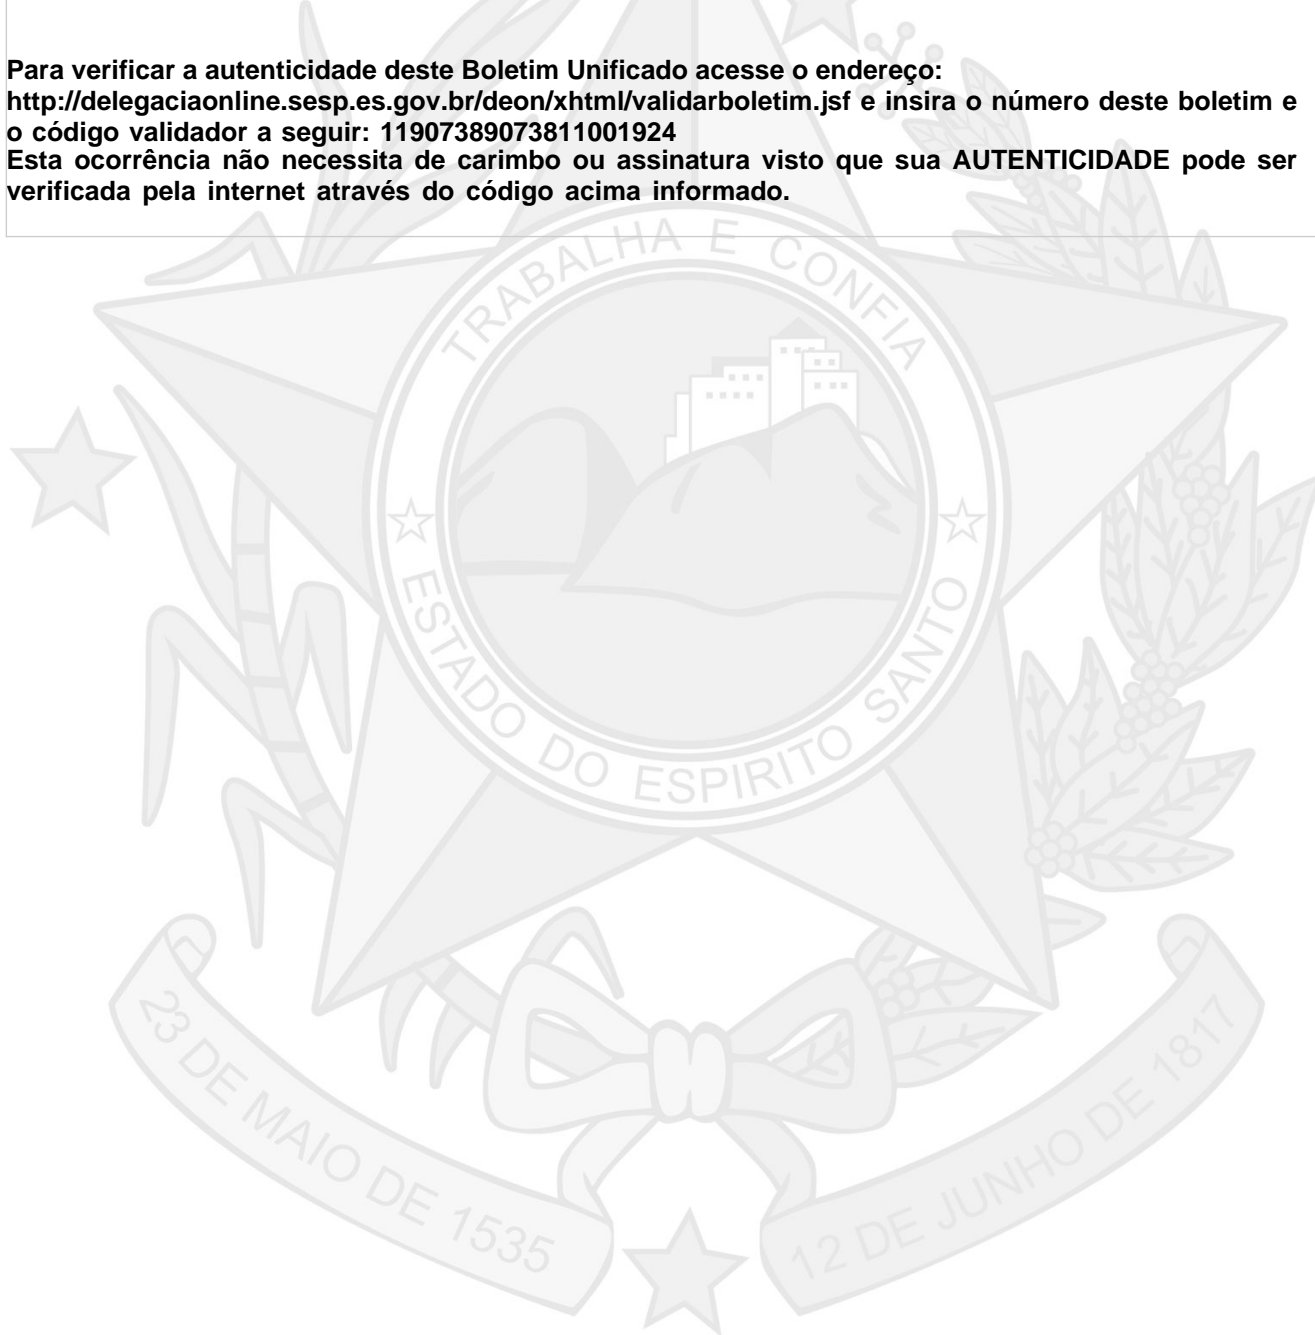 Para verificar a autenticidade deste Boletim Unificado acesse o endereço:
http://delegaciaonline.sesp.es.gov.br/deon/xhtml/validarboletim.jsf e insira o número deste boletim e
o código validador a seguir: 11907389073811001924
Esta ocorrência não necessita de carimbo ou assinatura visto que sua AUTENTICIDADE pode ser
verificada pela internet através do código acima informado.
TRABALHA E CONFIA
ESTADO DO ESPIRITO SANTO
23 DE MAIO DE 1535
12 DE JUNHO DE 1817